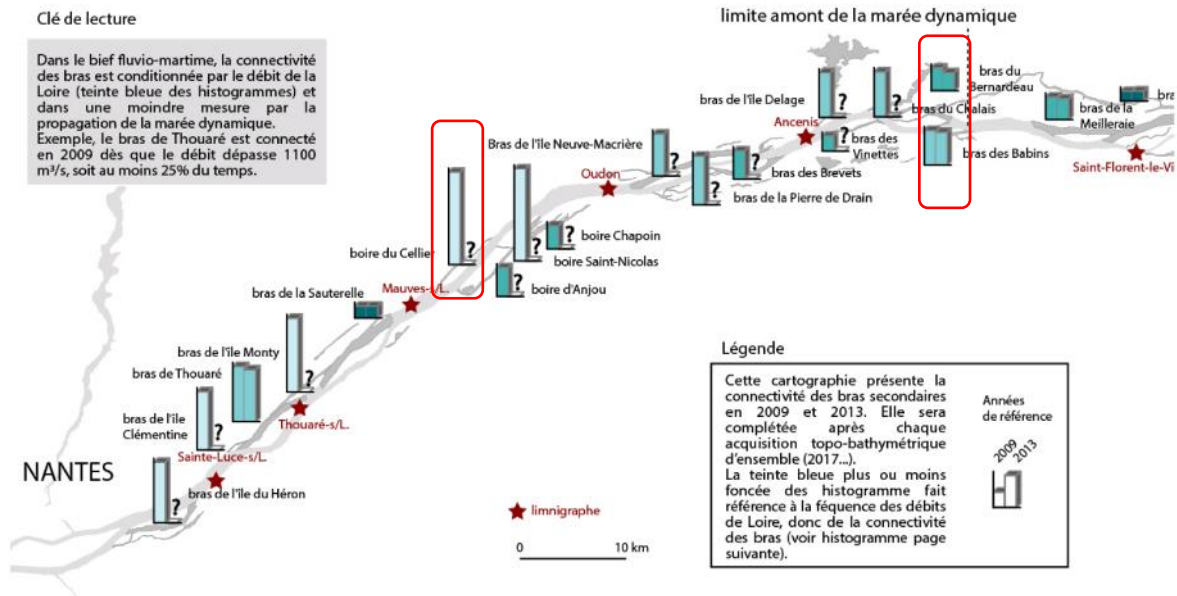 Clé de lecture
Dans le bief fluvio-martime, la connectivité
des bras est conditionnée par le débit de la
Loire (teinte bleue des histogrammes) et
dans une moindre mesure par la
propagation de la marée dynamique.
Exemple, le bras de Thouaré est connecté
en 2009 dès que le débit dépasse 1100
m³/s, soit au moins 25% du temps.
limite amont de la marée dynamique
bras du
Bernardeau
bras de l'île Delage
?
?
bras du Chalais
bras de la
Meilleraie
bra
Ancenis
?
bras des
Vinettes
bras des Babins
Saint-Florent-le-Vi
Bras de l'île Neuve-Macrière
?
Oudon
?
bras des Brevets
?
bras de la Pierre de Drain
boire du Cellier
?
?
?
boire Chapoin
boire Saint-Nicolas
?
boire d'Anjou
bras de la Sauterelle
Mauves-s/L.
bras de l'île Monty
?
bras de Thouaré
Thouaré-s/L.
bras de l'île
Clémentine
?
Sainte-Luce-s/L.
NANTES
?
bras de l'île du Héron
limnigraphe
0
10 km
Légende
Cette cartographie présente la
connectivité des bras secondaires
en 2009 et 2013. Elle sera
complétée après chaque
acquisition topo-bathymétrique
d'ensemble (2017...).
La teinte bleue plus ou moins
foncée des histogramme fait
référence à la féquence des débits
de Loire, donc de la connectivité
des bras (voir histogramme page
suivante).
Années
de référence
2009
2013